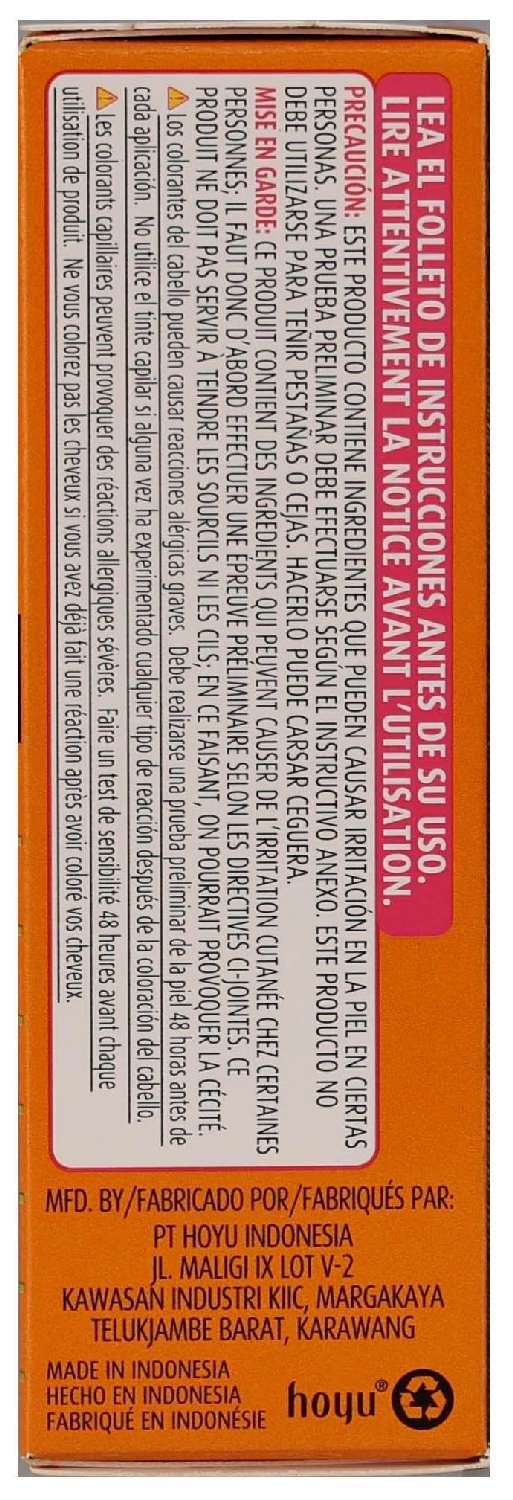 LEA EL FOLLETO DE INSTRUCCIONES ANTES DE SU USO.
LIRE ATTENTIVEMENT LA NOTICE AVANT L'UTILISATION.
PRECAUCIÓN: ESTE PRODUCTO CONTIENE INGREDIENTES QUE PUEDEN CAUSAR IRRITACIÓN EN LA PIEL EN CIERTAS
PERSONAS. UNA PRUEBA PRELIMINAR DEBE EFECTUARSE SEGÚN EL INSTRUCTIVO ANEXO. ESTE PRODUCTO NO
DEBE UTILIZARSE PARA TEÑIR PESTAÑAS O CEJAS. HACERLO PUEDE CARSAR CEGUERA.
MISE EN GARDE: CE PRODUIT CONTIENT DES INGREDIENTS QUI PEUVENT CAUSER DE L'IRRITATION CUTANÉE CHEZ CERTAINES
PERSONNES; IL FAUT DONC D'ABORD EFFECTUER UNE ÉPREUVE PRÉLIMINAIRE SELON LES DIRECTIVES CI-JOINTES. CE
PRODUIT NE DOIT PAS SERVIR À TEINDRE LES SOURCILS NI LES CILS; EN CE FAISANT, ON POURRAIT PROVOQUER LA CÉCITÉ.
Los colorantes del cabello pueden causar reacciones alérgicas graves. Debe realizarse una prueba preliminar de la piel 48 horas antes de
cada aplicación. No utilice el tinte capilar si alguna vez ha experimentado cualquier tipo de reacción después de la coloración del cabello.
Les colorants capillaires peuvent provoquer des réactions allergiques sévères. Faire un test de sensibilité 48 heures avant chaque
utilisation de produit. Ne vous colorez pas les cheveux si vous avez déjà fait une réaction après avoir coloré vos cheveux.
MFD. BY/FABRICADO POR/FABRIQUÉS PAR:
PT HOYU INDONESIA
JL. MALIGI IX LOT V-2
KAWASAN INDUSTRI KIIC, MARGAKAYA
TELUKJAMBE BARAT, KARAWANG
MADE IN INDONESIA
HECHO EN INDONESIA
FABRIQUÉ EN INDONÉSIE
hoyu®